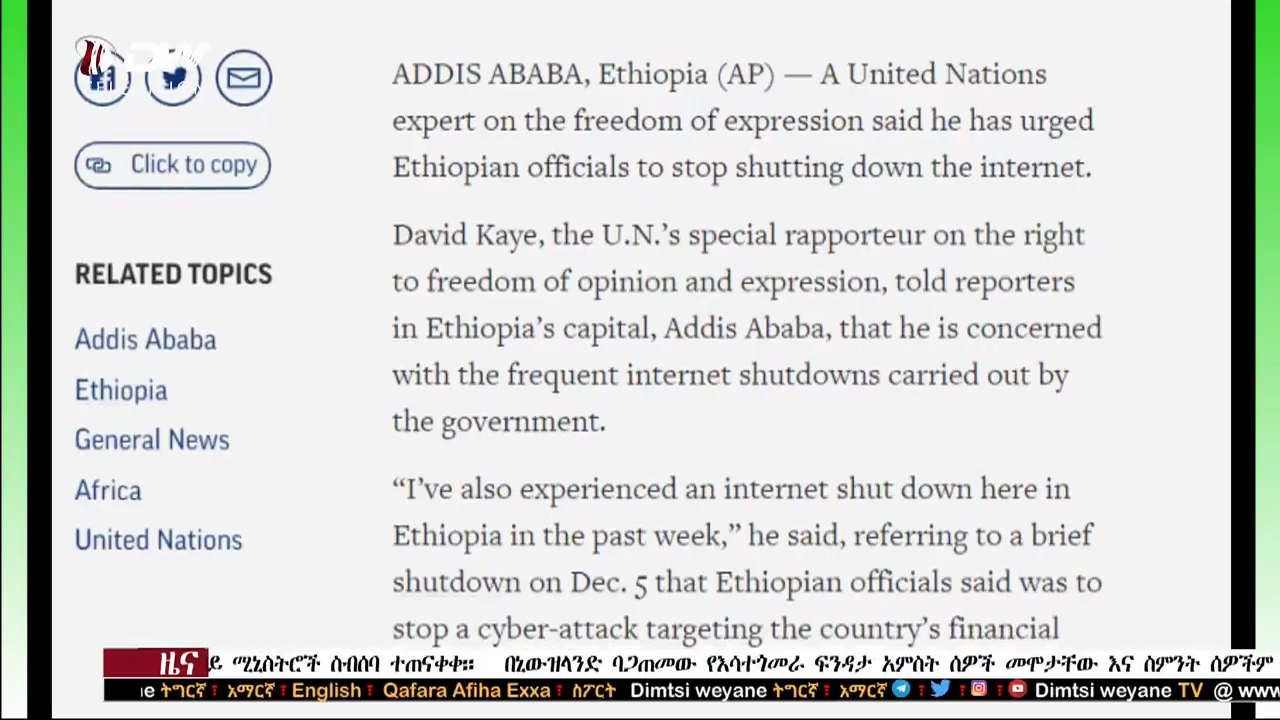 DW
Click to copy
RELATED TOPICS
Addis Ababa
Ethiopia
General News
Africa
United Nations
ADDIS ABABA, Ethiopia (AP) — A United Nations
expert on the freedom of expression said he has urged
Ethiopian officials to stop shutting down the internet.
David Kaye, the U.N.’s special rapporteur on the right
to freedom of opinion and expression, told reporters
in Ethiopia’s capital, Addis Ababa, that he is concerned
with the frequent internet shutdowns carried out by
the government.
“I’ve also experienced an internet shut down here in
Ethiopia in the past week,” he said, referring to a brief
shutdown on Dec. 5 that Ethiopian officials said was to
stop a cyber-attack targeting the country’s financial
ዜና ይ ሚኒስትሮች ስብሰባ ተጠናቀቀ። በኒውዝላንድ ባጋጠመው የእሳተጎመራ ፍንዳታ አምስት ሰዎች መሞታቸው እና ስምንት ሰዎችም
ne ትግርኛ አማርኛ English Qafara Afiha Exxa ስፖርት Dimtsi weyane ትግርኛ አማርኛ Dimtsi weyane TV @ www